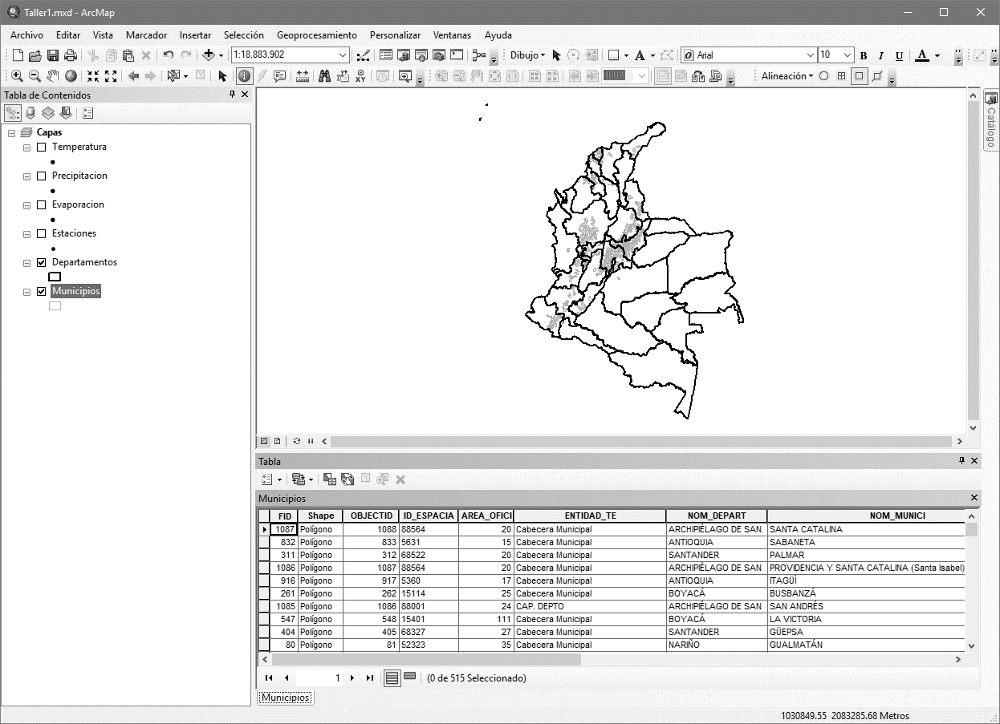 Taller1.mxd - ArcMap
Archivo Editar Vista Marcador Insertar Selección Geoprocesamiento Personalizar Ventanas Ayuda
1:18,883,902 Dibujo A Arial 10 B I U A
100% Alineación
Tabla de Contenidos
Catálogo
Capas
Temperatura
Precipitacion
Evaporacion
Estaciones
Departamentos
Municipios
Tabla
Municipios
FID Shape OBJECTID ID_ESPACIA AREA_OFICI ENTIDAD_TE NOM_DEPART NOM_MUNICI
1087 Polígono 1088 88564 20 Cabecera Municipal ARCHIPIÉLAGO DE SAN SANTA CATALINA
832 Polígono 833 5631 15 Cabecera Municipal ANTIOQUIA SABANETA
311 Polígono 312 68522 20 Cabecera Municipal SANTANDER PALMAR
1086 Polígono 1087 88564 20 Cabecera Municipal ARCHIPIÉLAGO DE SAN PROVIDENCIA Y SANTA CATALINA (Santa Isabel)
916 Polígono 917 5360 17 Cabecera Municipal ANTIOQUIA ITAGÜÍ
261 Polígono 262 15114 25 Cabecera Municipal BOYACÁ BUSBANZÁ
1085 Polígono 1086 88001 24 CAP. DEPTO ARCHIPIÉLAGO DE SAN SAN ANDRÉS
547 Polígono 548 15401 111 Cabecera Municipal BOYACÁ LA VICTORIA
404 Polígono 405 68327 27 Cabecera Municipal SANTANDER GÜEPSA
80 Polígono 81 52323 35 Cabecera Municipal NARIÑO GUALMATÁN
1 (0 de 515 Seleccionado)
Municipios
1030849.55 2083285.68 Metros